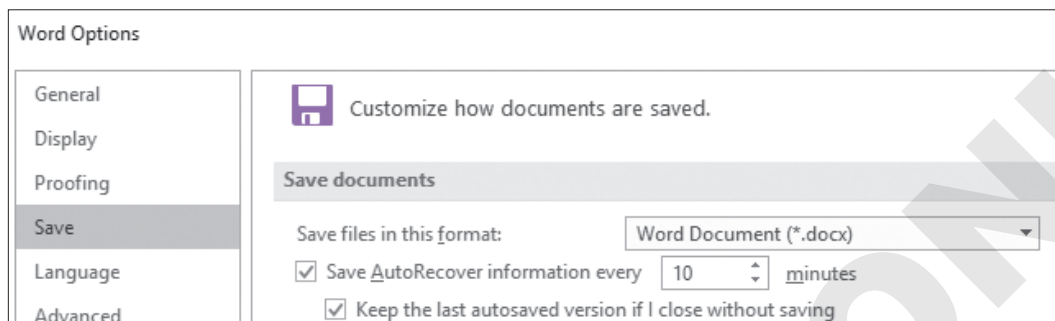 Word Options
General
Display
Proofing
Save
Language
Advanced
Customize how documents are saved.
Save documents
Save files in this format: Word Document (*.docx)
Save AutoRecover information every 10 minutes
Keep the last autosaved version if I close without saving